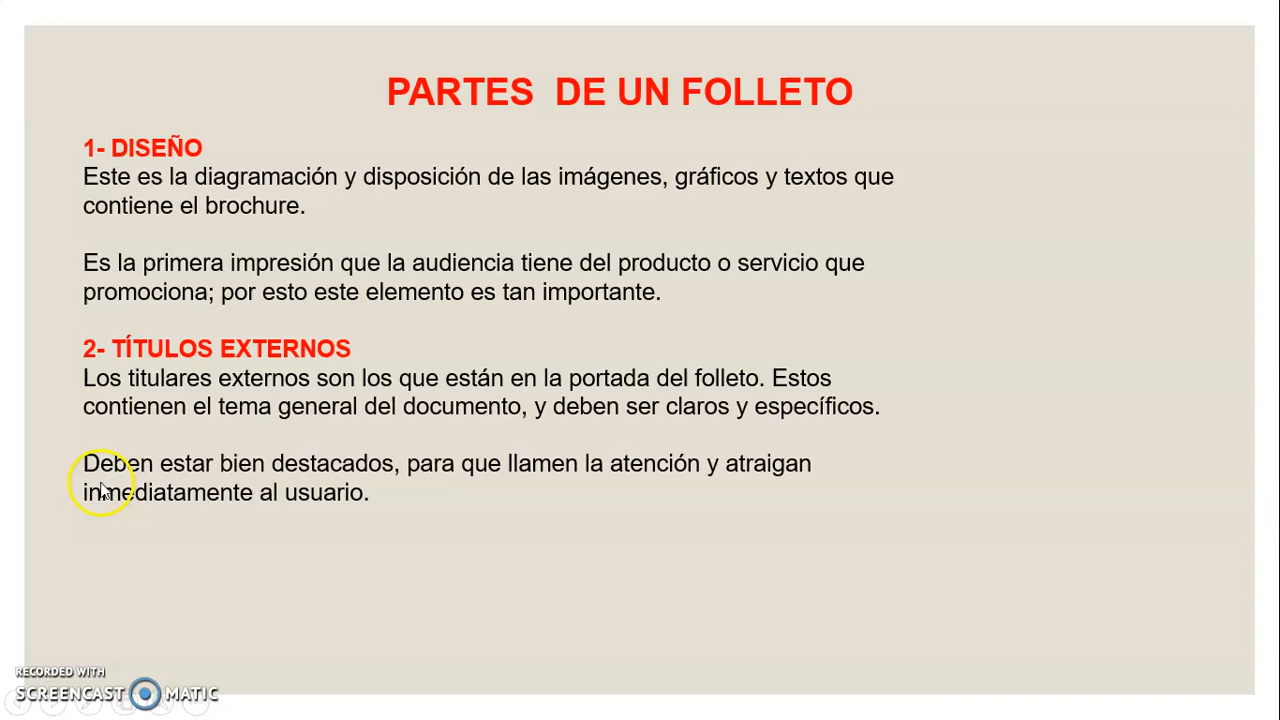 PARTES DE UN FOLLETO
1- DISEÑO
Este es la diagramación y disposición de las imágenes, gráficos y textos que
contiene el brochure.
Es la primera impresión que la audiencia tiene del producto o servicio que
promociona; por esto este elemento es tan importante.
2- TÍTULOS EXTERNOS
Los titulares externos son los que están en la portada del folleto. Estos
contienen el tema general del documento, y deben ser claros y específicos.
Deben estar bien destacados, para que llamen la atención y atraigan
inmediatamente al usuario.
RECORDED WITH
SCREENCAST MATIC